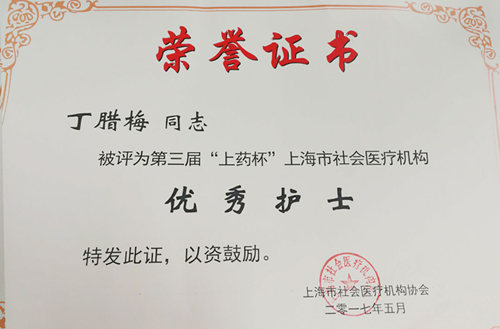 荣誉证书
丁腊梅 同志
被评为第三届“上药杯”上海市社会医疗机构
优秀护士
特发此证，以资鼓励。
上海市社会医疗机构协会
二零一七年五月